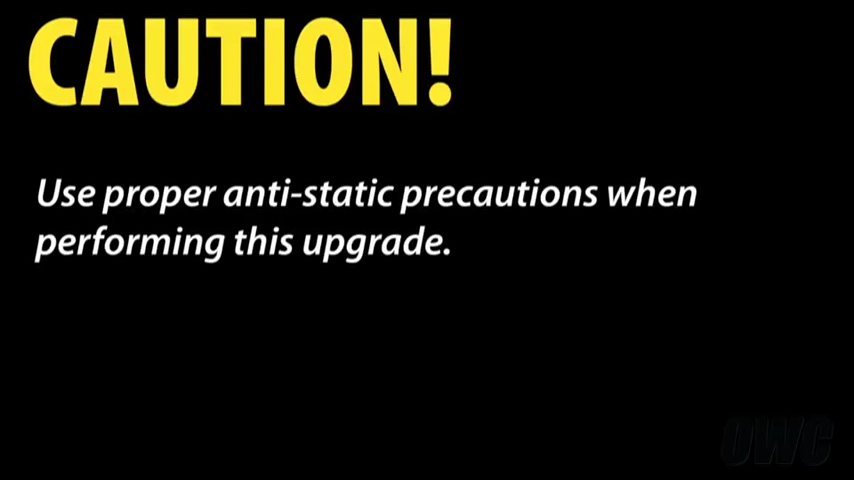 CAUTION!
Use proper anti-static precautions when
performing this upgrade.
OWC